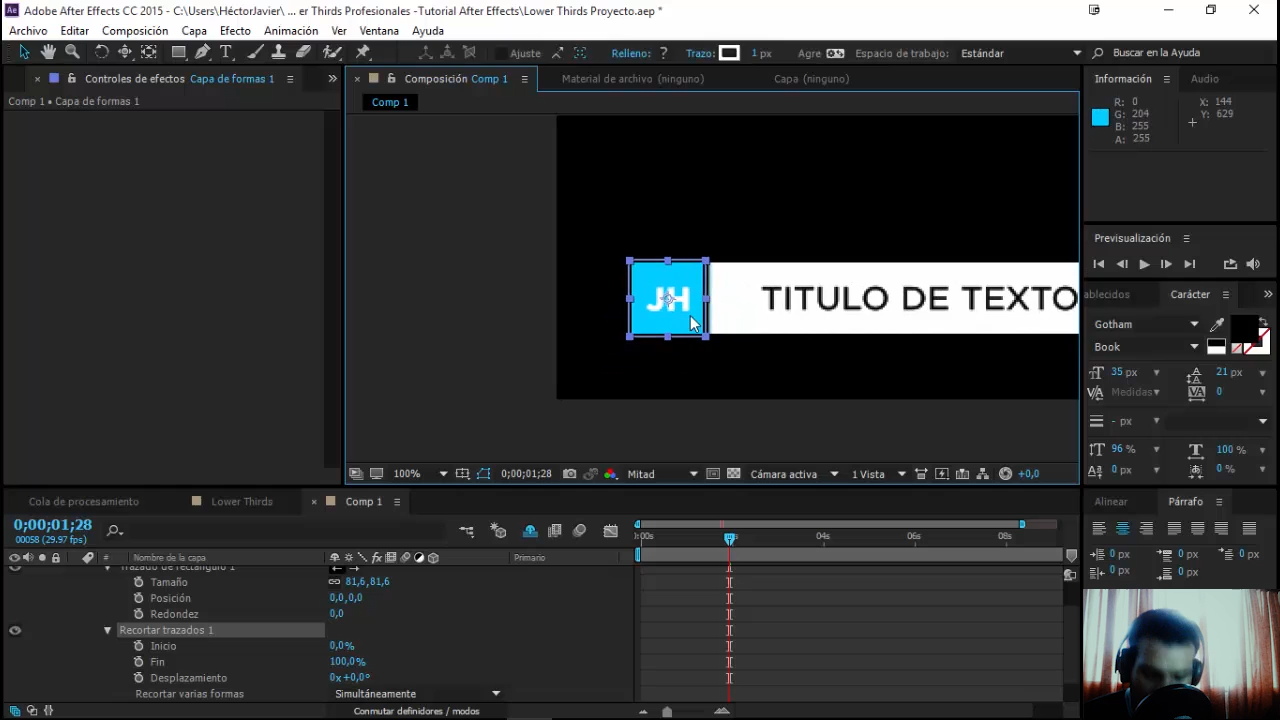 Ae Adobe After Effects CC 2015 - C:\Users\HéctorJavier\ ... er Thirds Profesionales -Tutorial After Effects\Lower Thirds Proyecto.aep *
Archivo Editar Composición Capa Efecto Animación Ver Ventana Ayuda
Ajuste Relleno: ? Trazo: 1 px Agre Espacio de trabajo: Estándar Buscar en la Ayuda
Controles de efectos Capa de formas 1
Composición Comp 1
Material de archivo (ninguno)
Capa (ninguno)
Información Audio
Comp 1 • Capa de formas 1
Comp 1
R: 0
G: 204
B: 255
A: 255
X: 144
Y: 629
Previsualización
JH
TITULO DE TEXTO
ablecidos Carácter
Gotham
Book
35 px 21 px
Medidas 0
- px
96 % 100 %
0 px 0 %
100% 0;00;01;28 Mitad Cámara activa 1 Vista +0,0
Cola de procesamiento Lower Thirds Comp 1
Alinear Párrafo
0;00;01;28
00058 (29.97 fps)
# Nombre de la capa fx Primario
:00s 04s 06s 08s
0 px 0 px 0 px
0 px 0 px
Trazado de rectángulo 1
Tamaño 81,6,81,6
Posición 0,0,0,0
Redondez 0,0
Recortar trazados 1
Inicio 0,0%
Fin 100,0%
Desplazamiento 0x+0,0°
Recortar varias formas Simultáneamente
Conmutar definidores / modos